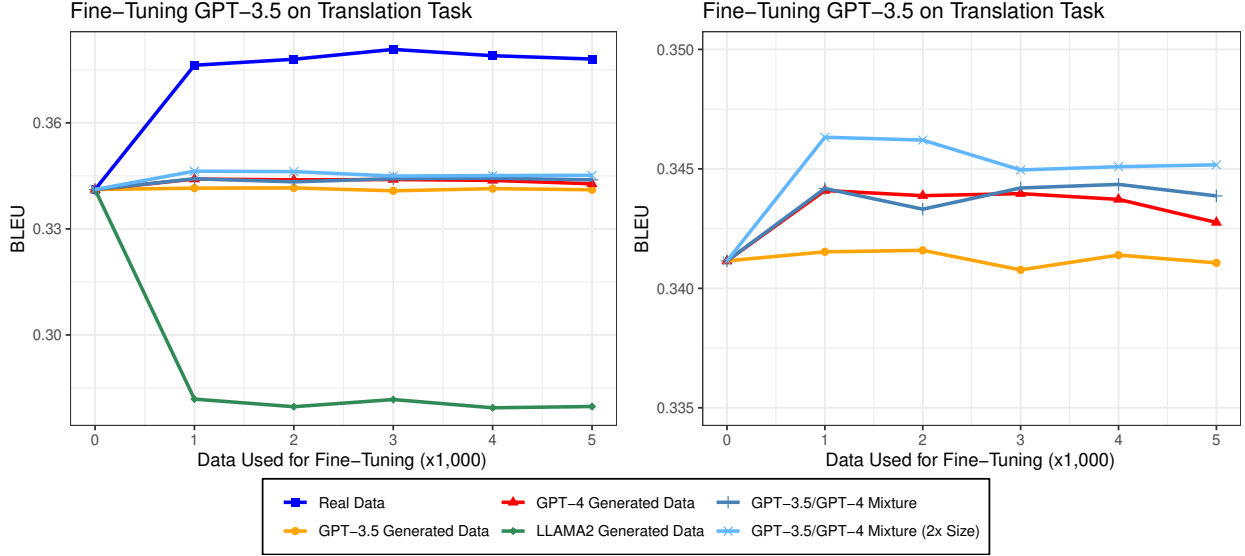 Fine−Tuning GPT−3.5 on Translation Task
BLEU
0.36
0.33
0.30
0 1 2 3 4 5
Data Used for Fine−Tuning (x1,000)
Fine−Tuning GPT−3.5 on Translation Task
BLEU
0.350
0.345
0.340
0.335
0 1 2 3 4 5
Data Used for Fine−Tuning (x1,000)
Real Data GPT−4 Generated Data GPT−3.5/GPT−4 Mixture
GPT−3.5 Generated Data LLAMA2 Generated Data GPT−3.5/GPT−4 Mixture (2x Size)